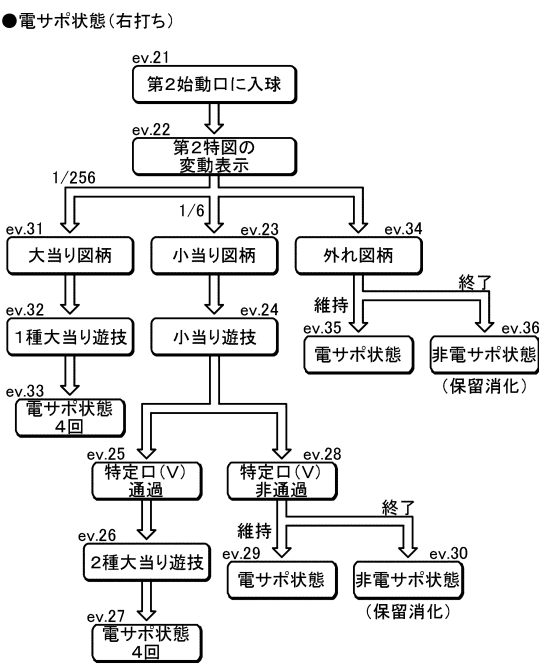 ●電サポ状態(右打ち)
ev.21
第2始動口に入球
ev.22
第2特図の
変動表示
1/256
1/6
ev.31
大当り図柄
ev.23
小当り図柄
ev.34
外れ図柄
終了
維持
ev.32
1種大当り遊技
ev.24
小当り遊技
ev.35
電サポ状態
ev.36
非電サポ状態
(保留消化)
ev.33
電サポ状態
4回
ev.25
特定口(V)
通過
ev.28
特定口(V)
非通過
終了
維持
ev.26
2種大当り遊技
ev.29
電サポ状態
ev.30
非電サポ状態
(保留消化)
ev.27
電サポ状態
4回